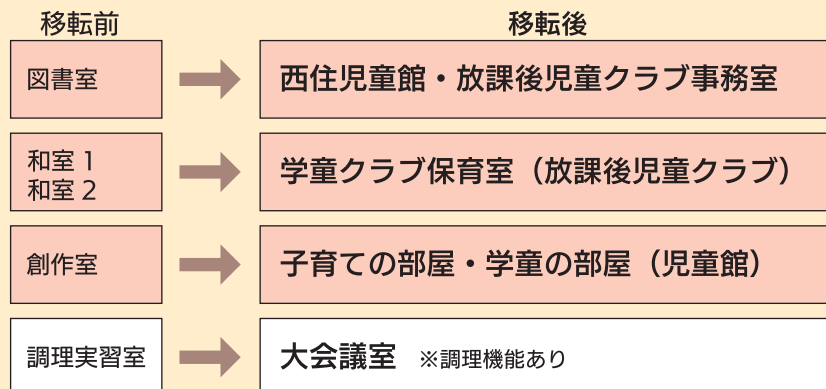 移転前
移転後
図書室
西住児童館・放課後児童クラブ事務室
和室 1
和室 2
学童クラブ保育室（放課後児童クラブ）
創作室
子育ての部屋・学童の部屋（児童館）
調理実習室
大会議室 ※調理機能あり